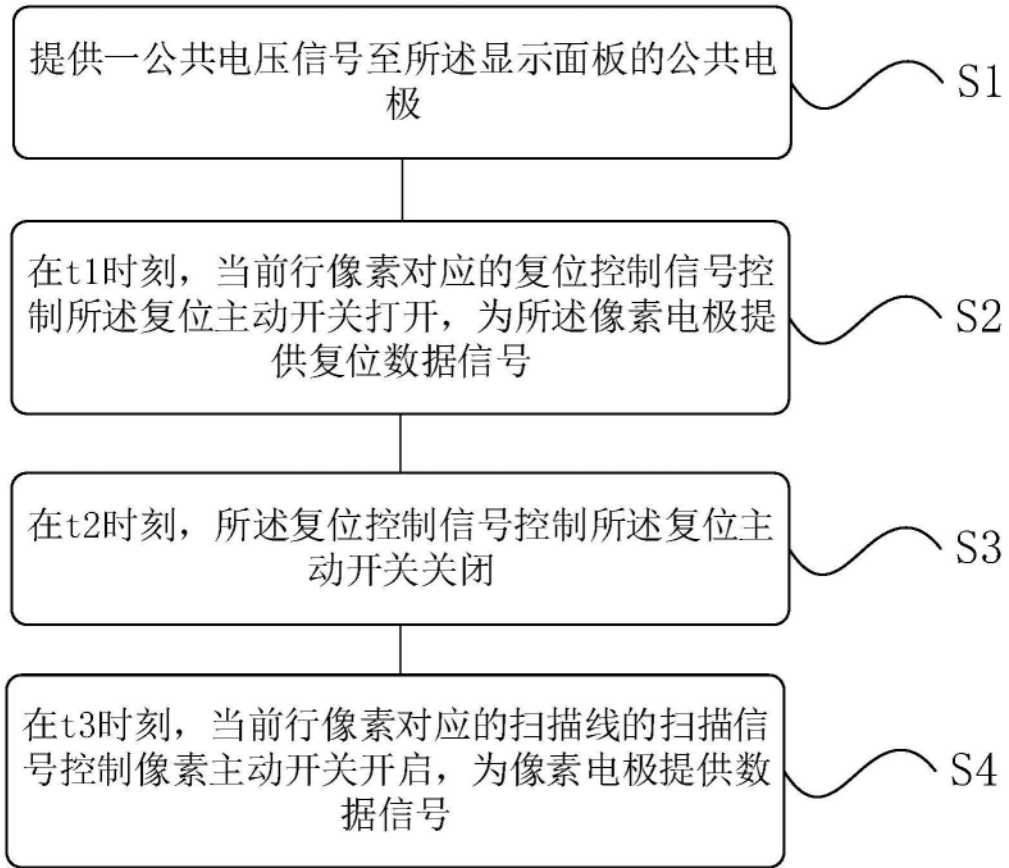 提供一公共电压信号至所述显示面板的公共电
极
S1
在t1时刻，当前行像素对应的复位控制信号控
制所述复位主动开关打开，为所述像素电极提
供复位数据信号
S2
在t2时刻，所述复位控制信号控制所述复位主
动开关关闭
S3
在t3时刻，当前行像素对应的扫描线的扫描信
号控制像素主动开关开启，为像素电极提供数
据信号
S4